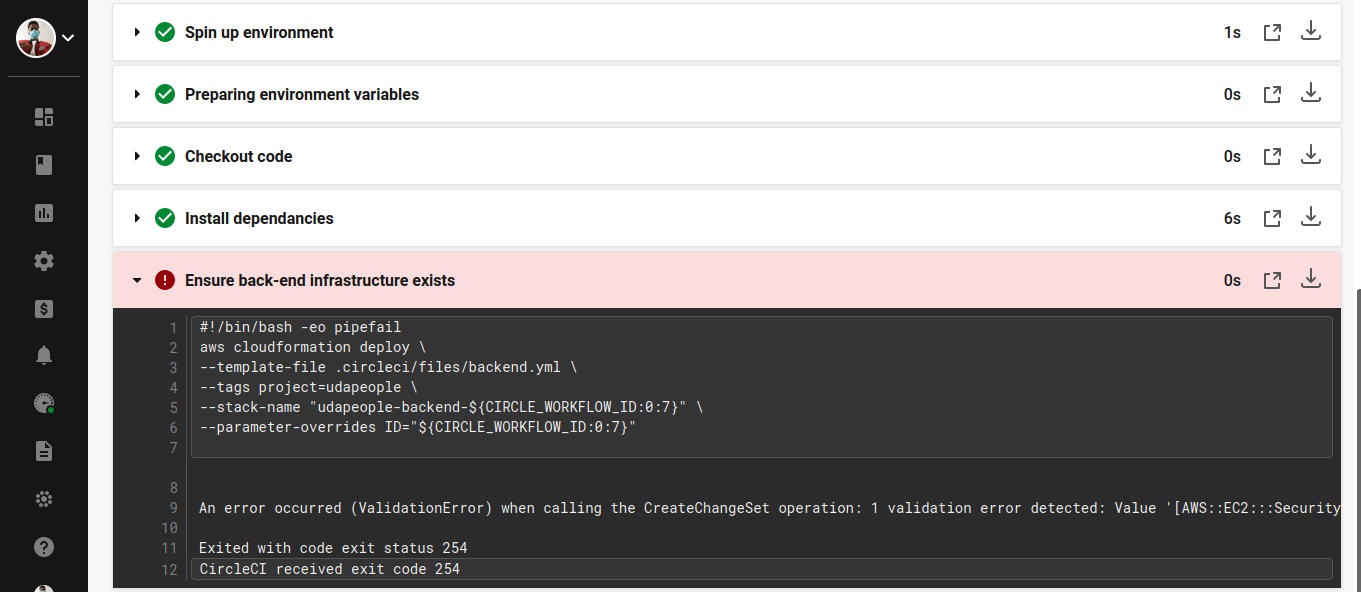 Spin up environment 1s
Preparing environment variables 0s
Checkout code 0s
Install dependancies 6s
Ensure back-end infrastructure exists 0s
1 #!/bin/bash -eo pipefail
2 aws cloudformation deploy \
3 --template-file .circleci/files/backend.yml \
4 --tags project=udapeople \
5 --stack-name "udapeople-backend-${CIRCLE_WORKFLOW_ID:0:7}" \
6 --parameter-overrides ID="${CIRCLE_WORKFLOW_ID:0:7}"
7
8
9 An error occurred (ValidationError) when calling the CreateChangeSet operation: 1 validation error detected: Value '[AWS::EC2:::Security
10
11 Exited with code exit status 254
12 CircleCI received exit code 254